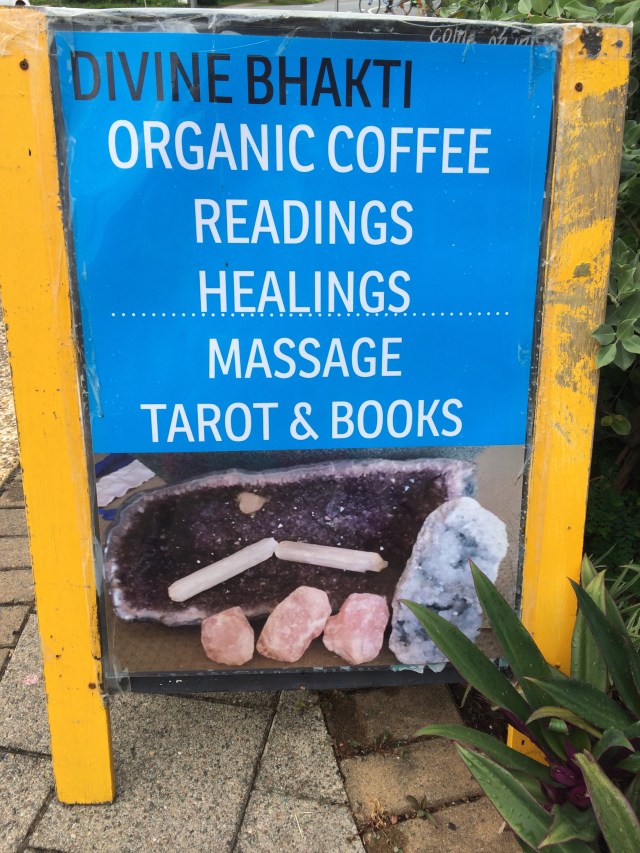 DIVINE BHAKTI
ORGANIC COFFEE
READINGS
HEALINGS
MASSAGE
TAROT & BOOKS